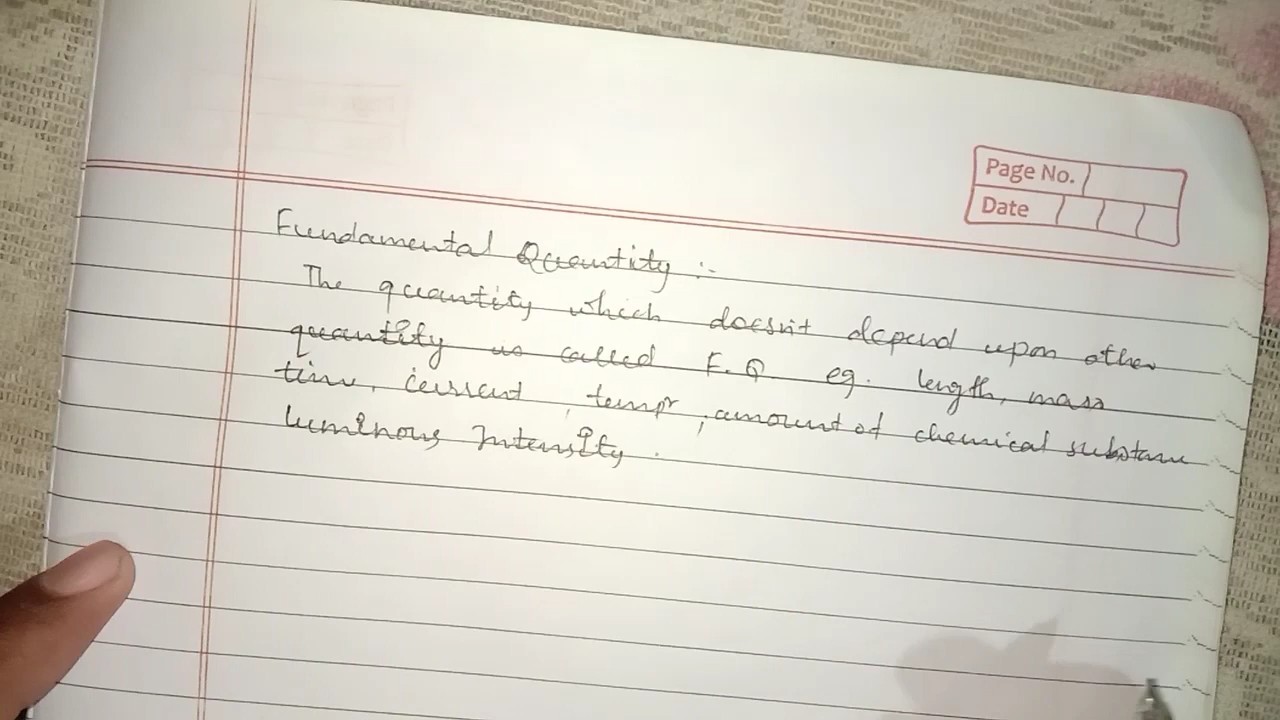 Page No.
Date
Fundamental Quantity :-
The quantity which doesn't depend upon other
quantity is called F.Q eg. length, mass
time, current, tempr, amount of chemical substance
luminous Intensity.